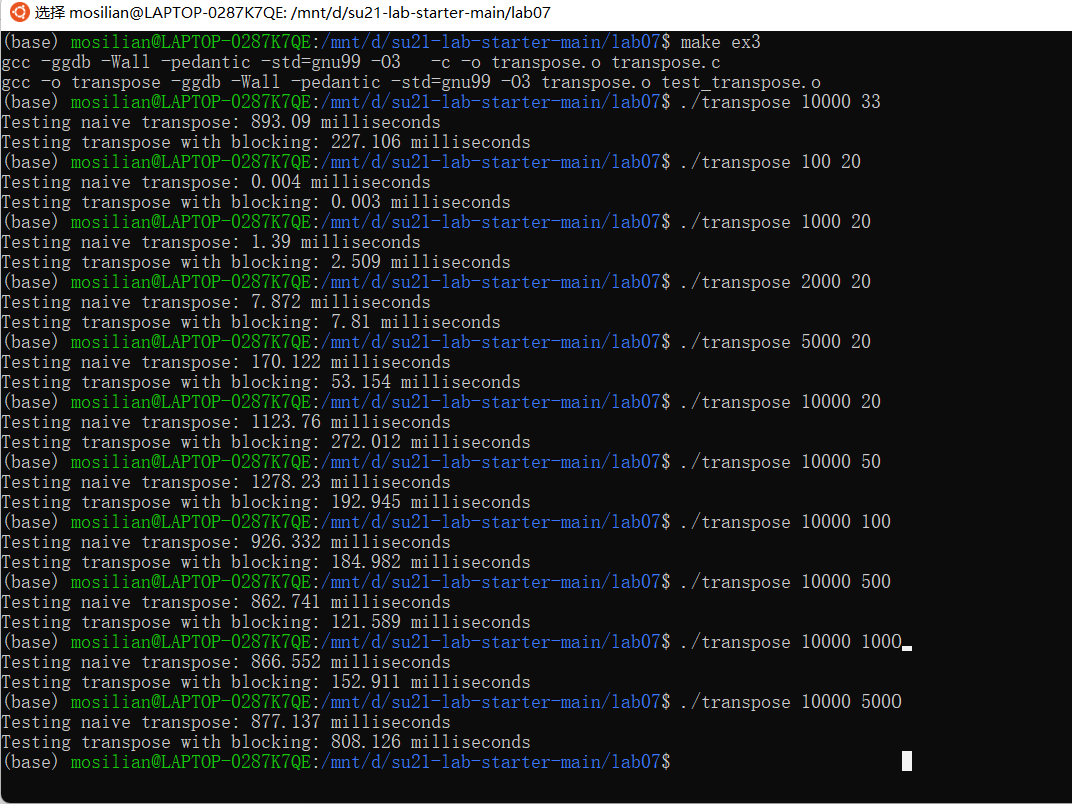 选择 mosilian@LAPTOP-0287K7QE: /mnt/d/su21-lab-starter-main/lab07
(base) mosilian@LAPTOP-0287K7QE:/mnt/d/su21-lab-starter-main/lab07$ make ex3
gcc -ggdb -Wall -pedantic -std=gnu99 -O3   -c -o transpose.o transpose.c
gcc -o transpose -ggdb -Wall -pedantic -std=gnu99 -O3 transpose.o test_transpose.o
(base) mosilian@LAPTOP-0287K7QE:/mnt/d/su21-lab-starter-main/lab07$ ./transpose 10000 33
Testing naive transpose: 893.09 milliseconds
Testing transpose with blocking: 227.106 milliseconds
(base) mosilian@LAPTOP-0287K7QE:/mnt/d/su21-lab-starter-main/lab07$ ./transpose 100 20
Testing naive transpose: 0.004 milliseconds
Testing transpose with blocking: 0.003 milliseconds
(base) mosilian@LAPTOP-0287K7QE:/mnt/d/su21-lab-starter-main/lab07$ ./transpose 1000 20
Testing naive transpose: 1.39 milliseconds
Testing transpose with blocking: 2.509 milliseconds
(base) mosilian@LAPTOP-0287K7QE:/mnt/d/su21-lab-starter-main/lab07$ ./transpose 2000 20
Testing naive transpose: 7.872 milliseconds
Testing transpose with blocking: 7.81 milliseconds
(base) mosilian@LAPTOP-0287K7QE:/mnt/d/su21-lab-starter-main/lab07$ ./transpose 5000 20
Testing naive transpose: 170.122 milliseconds
Testing transpose with blocking: 53.154 milliseconds
(base) mosilian@LAPTOP-0287K7QE:/mnt/d/su21-lab-starter-main/lab07$ ./transpose 10000 20
Testing naive transpose: 1123.76 milliseconds
Testing transpose with blocking: 272.012 milliseconds
(base) mosilian@LAPTOP-0287K7QE:/mnt/d/su21-lab-starter-main/lab07$ ./transpose 10000 50
Testing naive transpose: 1278.23 milliseconds
Testing transpose with blocking: 192.945 milliseconds
(base) mosilian@LAPTOP-0287K7QE:/mnt/d/su21-lab-starter-main/lab07$ ./transpose 10000 100
Testing naive transpose: 926.332 milliseconds
Testing transpose with blocking: 184.982 milliseconds
(base) mosilian@LAPTOP-0287K7QE:/mnt/d/su21-lab-starter-main/lab07$ ./transpose 10000 500
Testing naive transpose: 862.741 milliseconds
Testing transpose with blocking: 121.589 milliseconds
(base) mosilian@LAPTOP-0287K7QE:/mnt/d/su21-lab-starter-main/lab07$ ./transpose 10000 1000
Testing naive transpose: 866.552 milliseconds
Testing transpose with blocking: 152.911 milliseconds
(base) mosilian@LAPTOP-0287K7QE:/mnt/d/su21-lab-starter-main/lab07$ ./transpose 10000 5000
Testing naive transpose: 877.137 milliseconds
Testing transpose with blocking: 808.126 milliseconds
(base) mosilian@LAPTOP-0287K7QE:/mnt/d/su21-lab-starter-main/lab07$